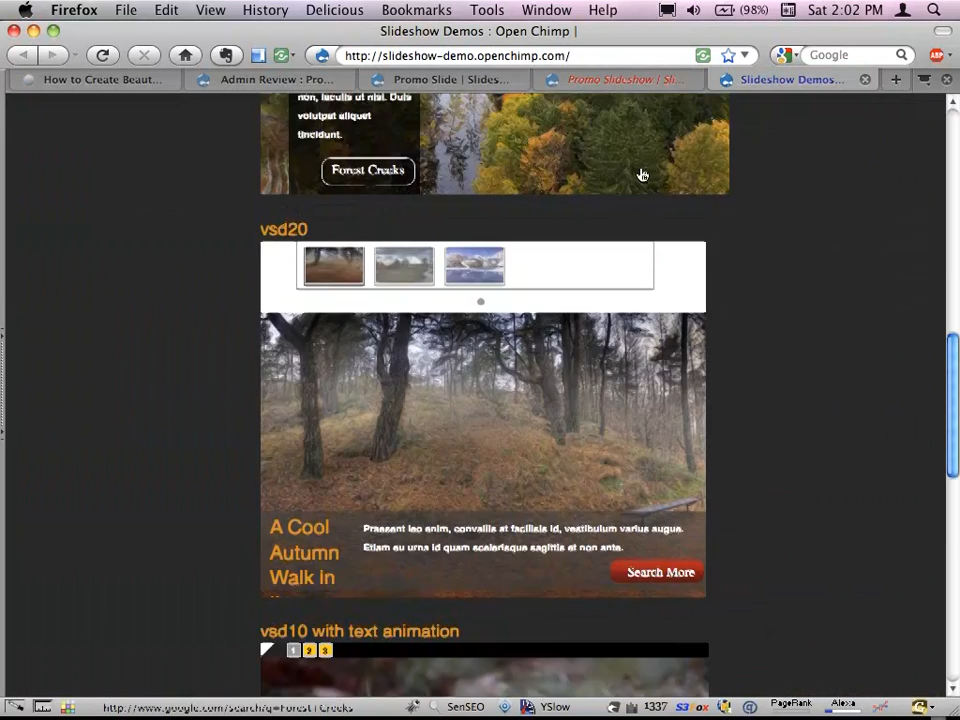 Firefox File Edit View History Delicious Bookmarks Tools Window Help (98%) Sat 2:02 PM
Slideshow Demos : Open Chimp |
http://slideshow-demo.openchimp.com/ Google ABP
How to Create Beaut... Admin Review : Pro... Promo Slide | Slides... Promo Slideshow / Sli... Slideshow Demos...
non, iaculis ut nisl. Duis
volutpat aliquet
tincidunt.
Forest Creeks
vsd20
A Cool
Autumn
Walk in
Praesent leo enim, convallis at facilisis id, vestibulum varius augue.
Etiam eu urna id quam scelerisque sagittis et non ante.
Search More
vsd10 with text animation
1 2 3
http://www.google.com/search?q=Forest Creeks SenSEO YSlow 1337 S3Fox PageRank Alexa